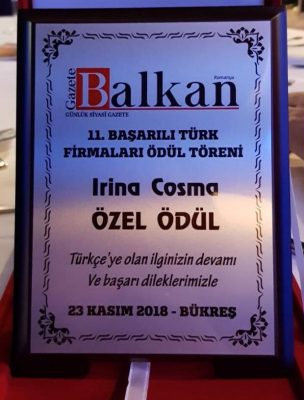 Gazete
Balkan
Romanya
GÜNLÜK SİYASİ GAZETE
11. BAŞARILI TÜRK
FİRMALARI ÖDÜL TÖRENİ
Irina Cosma
ÖZEL ÖDÜL
Türkçe'ye olan ilginizin devamı
Ve başarı dileklerimizle
23 KASIM 2018 - BÜKREŞ